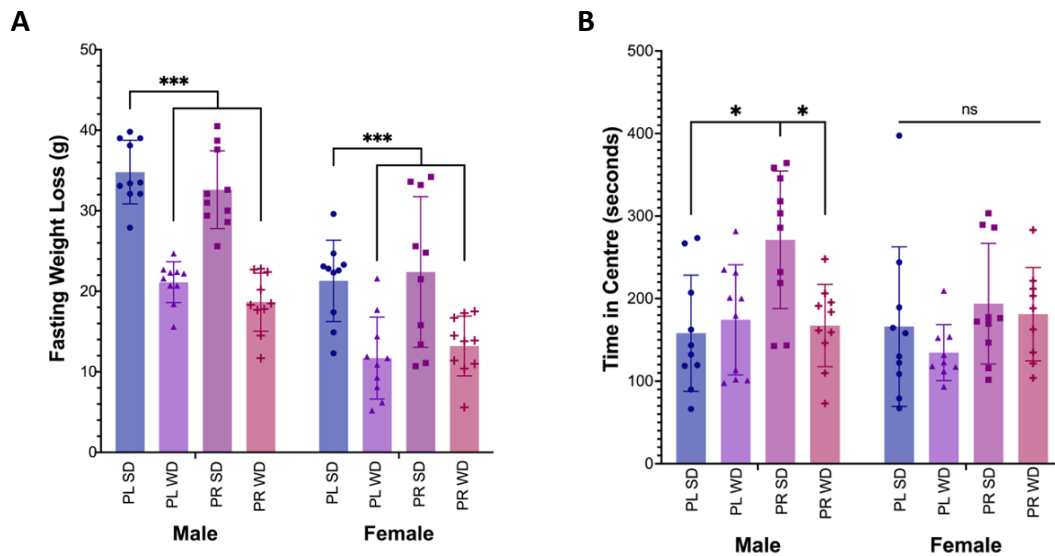 A
Fasting Weight Loss (g)
50
40
30
20
10
0
***
***
PL SD
PL WD
PR SD
PR WD
PL SD
PL WD
PR SD
PR WD
Male
Female
B
Time in Centre (seconds)
500
400
300
200
100
0
*
*
ns
PL SD
PL WD
PR SD
PR WD
PL SD
PL WD
PR SD
PR WD
Male
Female